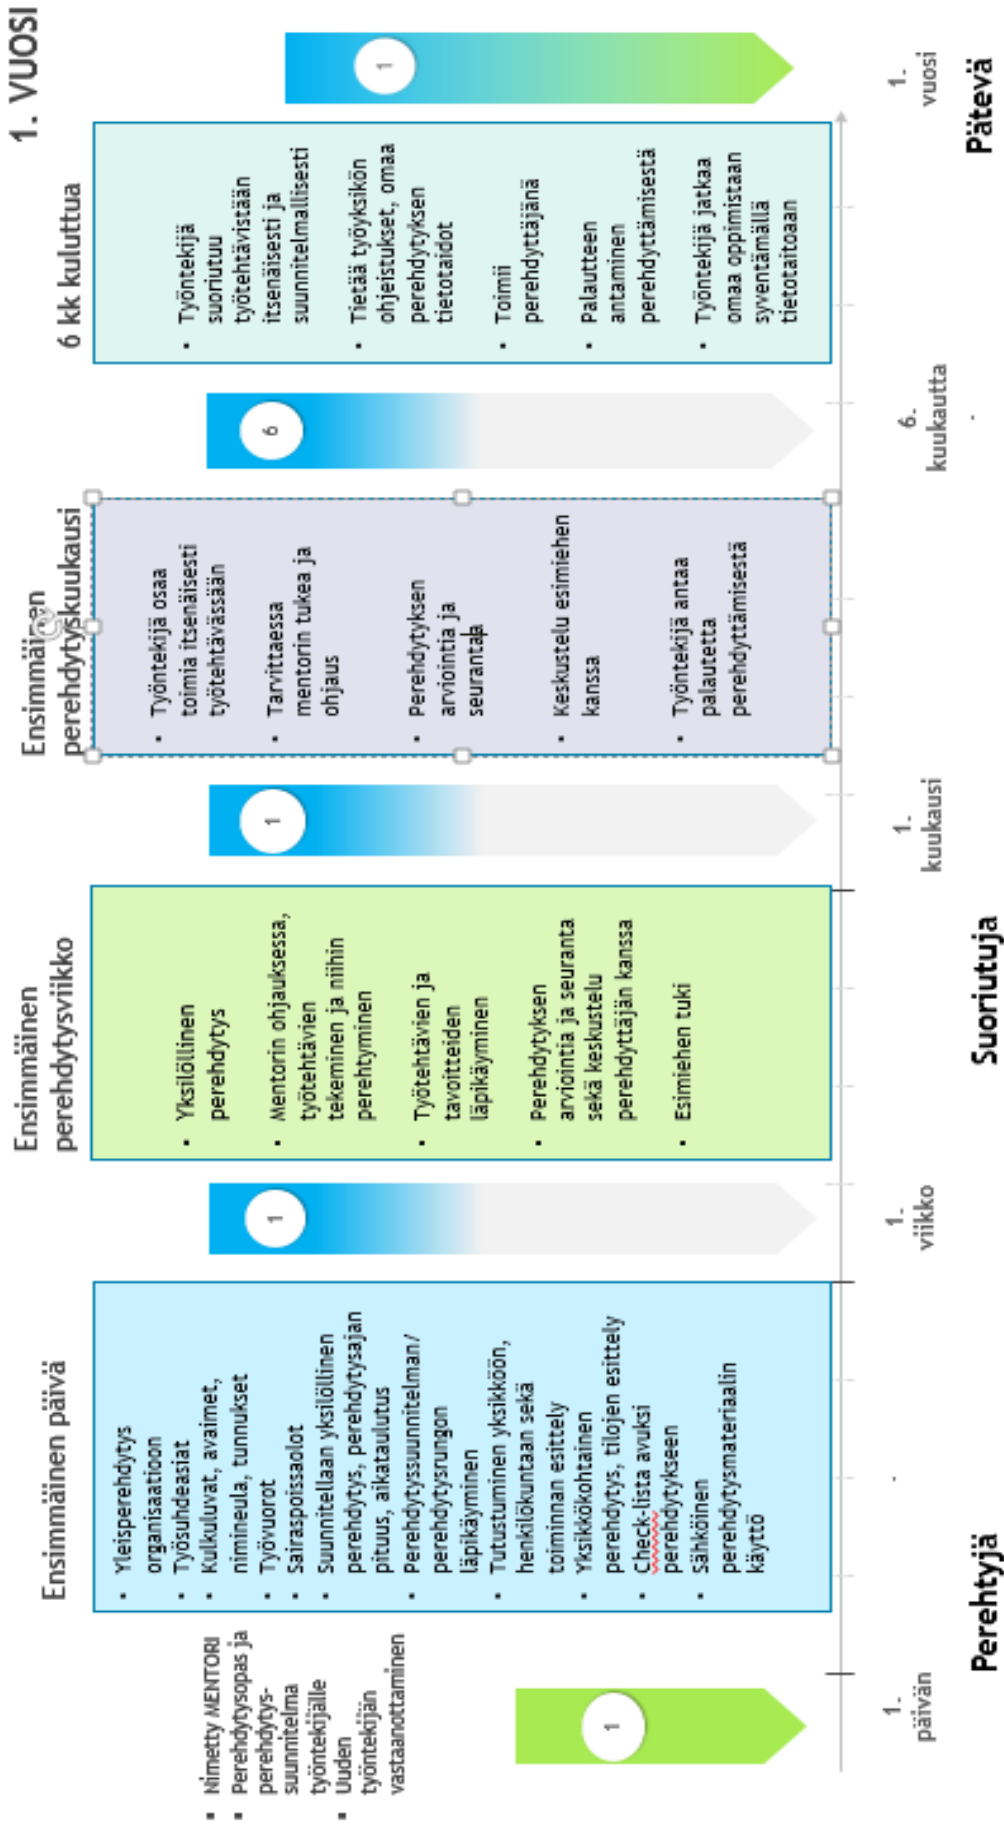 1. VUOSI
• Nimetty MENTORI
• Perehdytysopas ja
perehdytys-
suunnitelma
työntekijälle
• Uuden
työntekijän
vastaanottaminen
1
Ensimmäinen päivä
• Yleisperehdytys
organisaatioon
• Työsuhdeasiat
• Kulkuluvat, avaimet,
nimineula, tunnukset
• Työvuorot
• Sairaspoissaolot
• Suunnitellaan yksilöllinen
perehdytys, perehdytysajan
pituus, aikataulutus
• Perehdytyssuunnitelman/
perehdytysrungon
läpikäyminen
• Tutustuminen yksikköön,
henkilökuntaan sekä
toiminnan esittely
• Yksikkökohtainen
perehdytys, tilojen esittely
• Check-lista avuksi
perehdytykseen
• Sähköinen
perehdytysmateriaalin
käyttö
1
Ensimmäinen
perehdytysviikko
• Yksilöllinen
perehdytys
• Mentorin ohjauksessa,
työtehtävien
tekeminen ja niihin
perehtyminen
• Työtehtävien ja
tavoitteiden
läpikäyminen
• Perehdytyksen
arviointia ja seuranta
sekä keskustelu
perehdyttäjän kanssa
• Esimiehen tuki
1
Ensimmäinen
perehdytyskuukausi
• Työntekijä osaa
toimia itsenäisesti
työtehtävässään
• Tarvittaessa
mentorin tukea ja
ohjaus
• Perehdytyksen
arviointia ja
seurantaa
• Keskustelu esimiehen
kanssa
• Työntekijä antaa
palautetta
perehdyttämisestä
6
6 kk kuluttua
• Työntekijä
suoriutuu
työtehtävistään
itsenäisesti ja
suunnitelmallisesti
• Tietää työyksikön
ohjeistukset, omaa
perehdytyksen
tietotaidot
• Toimii
perehdyttäjänä
• Palautteen
antaminen
perehdyttämisestä
• Työntekijä jatkaa
omaa oppimistaan
syventämällä
tietotaitoaan
1
1.
päivän
1.
viikko
1.
kuukausi
6.
kuukautta
1.
vuosi
Perehtyjä
Suoriutuja
Pätevä